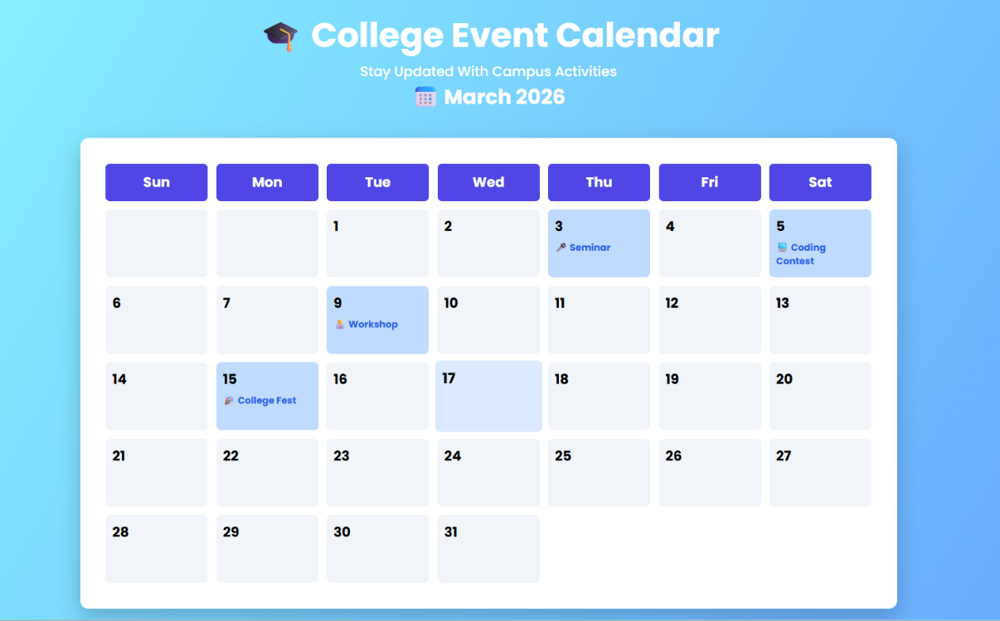 College Event Calendar
Stay Updated With Campus Activities
March 2026
Sun Mon Tue Wed Thu Fri Sat
1 2 3 4 5
Seminar Coding
Contest
6 7 9 10 11 12 13
Workshop
14 15 16 17 18 19 20
College Fest
21 22 23 24 25 26 27
28 29 30 31